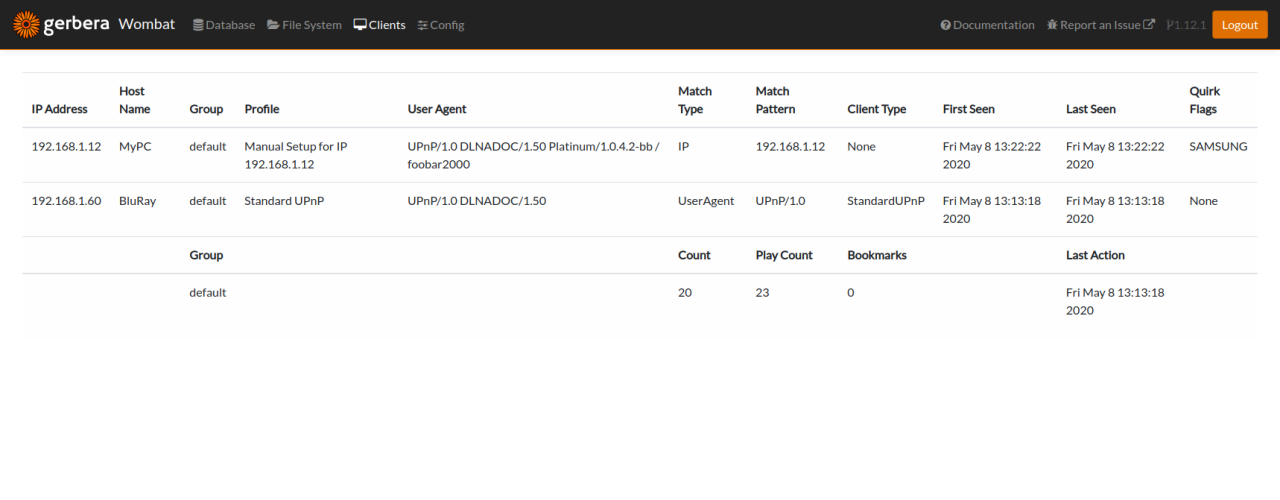 gerbera Wombat Database File System Clients Config Documentation Report an Issue 1.12.1 Logout
IP Address Host Name Group Profile User Agent Match Type Match Pattern Client Type First Seen Last Seen Quirk Flags
192.168.1.12 MyPC default Manual Setup for IP 192.168.1.12 UPnP/1.0 DLNADOC/1.50 Platinum/1.0.4.2-bb / foobar2000 IP 192.168.1.12 None Fri May 8 13:22:22 2020 Fri May 8 13:22:22 2020 SAMSUNG
192.168.1.60 BluRay default Standard UPnP UPnP/1.0 DLNADOC/1.50 UserAgent UPnP/1.0 StandardUPnP Fri May 8 13:13:18 2020 Fri May 8 13:13:18 2020 None
Group Count Play Count Bookmarks Last Action
default 20 23 0 Fri May 8 13:13:18 2020